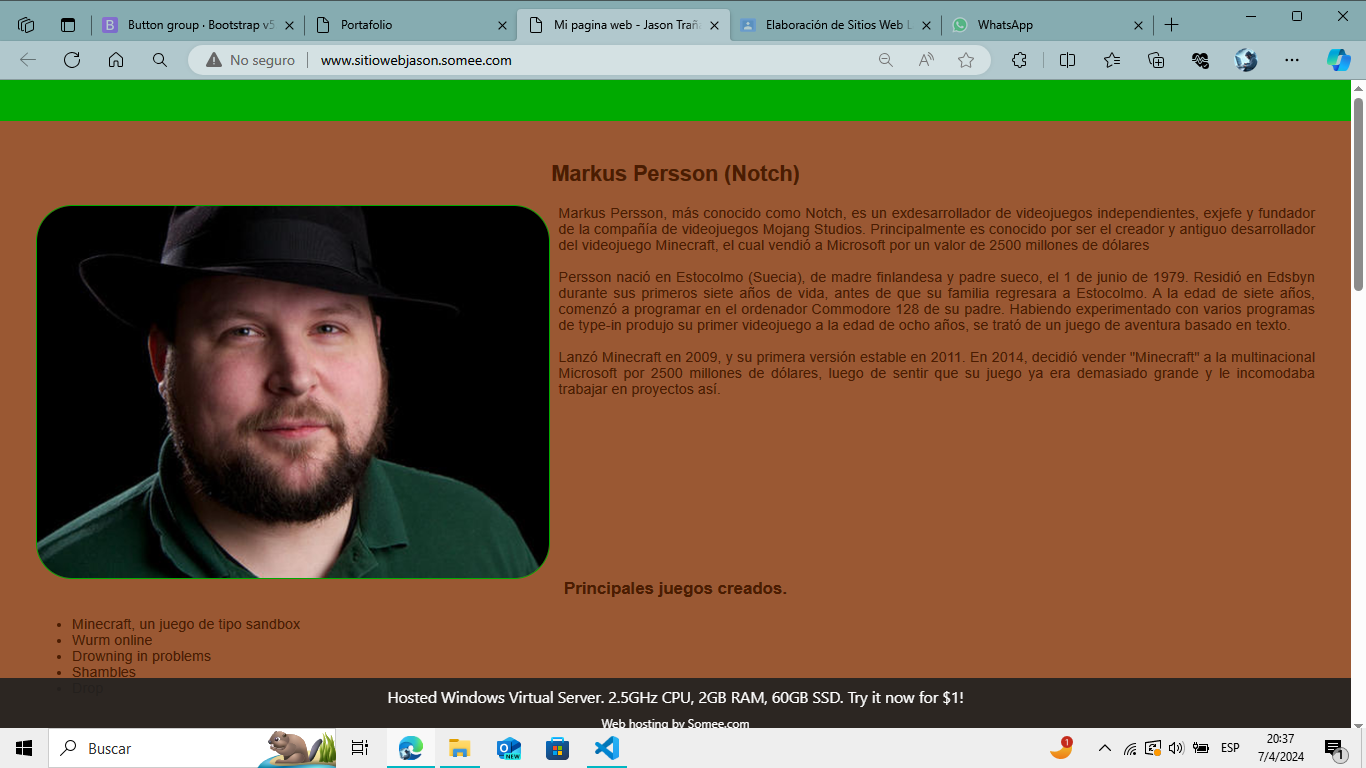 Button group · Bootstrap v5
Portafolio
Mi pagina web - Jason Traña
Elaboración de Sitios Web L
WhatsApp
No seguro
www.sitiowebjason.somee.com
Markus Persson (Notch)
Markus Persson, más conocido como Notch, es un exdesarrollador de videojuegos independientes, exjefe y fundador
de la compañía de videojuegos Mojang Studios. Principalmente es conocido por ser el creador y antiguo desarrollador
del videojuego Minecraft, el cual vendió a Microsoft por un valor de 2500 millones de dólares
Persson nació en Estocolmo (Suecia), de madre finlandesa y padre sueco, el 1 de junio de 1979. Residió en Edsbyn
durante sus primeros siete años de vida, antes de que su familia regresara a Estocolmo. A la edad de siete años,
comenzó a programar en el ordenador Commodore 128 de su padre. Habiendo experimentado con varios programas
de type-in produjo su primer videojuego a la edad de ocho años, se trató de un juego de aventura basado en texto.
Lanzó Minecraft en 2009, y su primera versión estable en 2011. En 2014, decidió vender "Minecraft" a la multinacional
Microsoft por 2500 millones de dólares, luego de sentir que su juego ya era demasiado grande y le incomodaba
trabajar en proyectos así.
Principales juegos creados.
Minecraft, un juego de tipo sandbox
Wurm online
Drowning in problems
Shambles
Drop
Hosted Windows Virtual Server. 2.5GHz CPU, 2GB RAM, 60GB SSD. Try it now for $1!
Web hosting by Somee.com
Buscar
NEW
1
ESP
20:37
7/4/2024
1